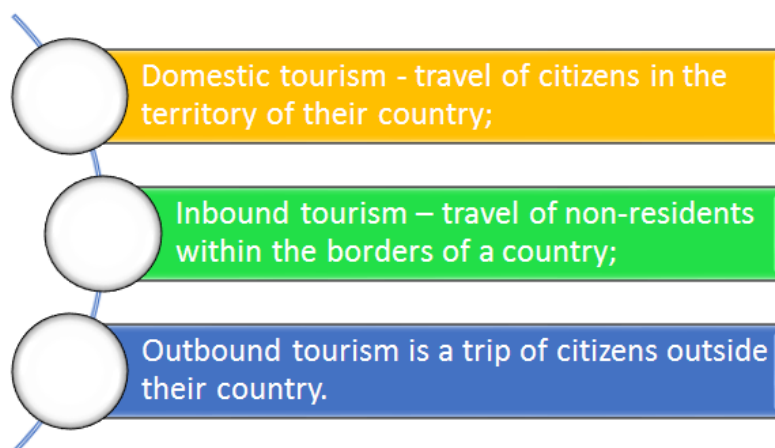 Domestic tourism - travel of citizens in the
territory of their country;
Inbound tourism – travel of non-residents
within the borders of a country;
Outbound tourism is a trip of citizens outside
their country.